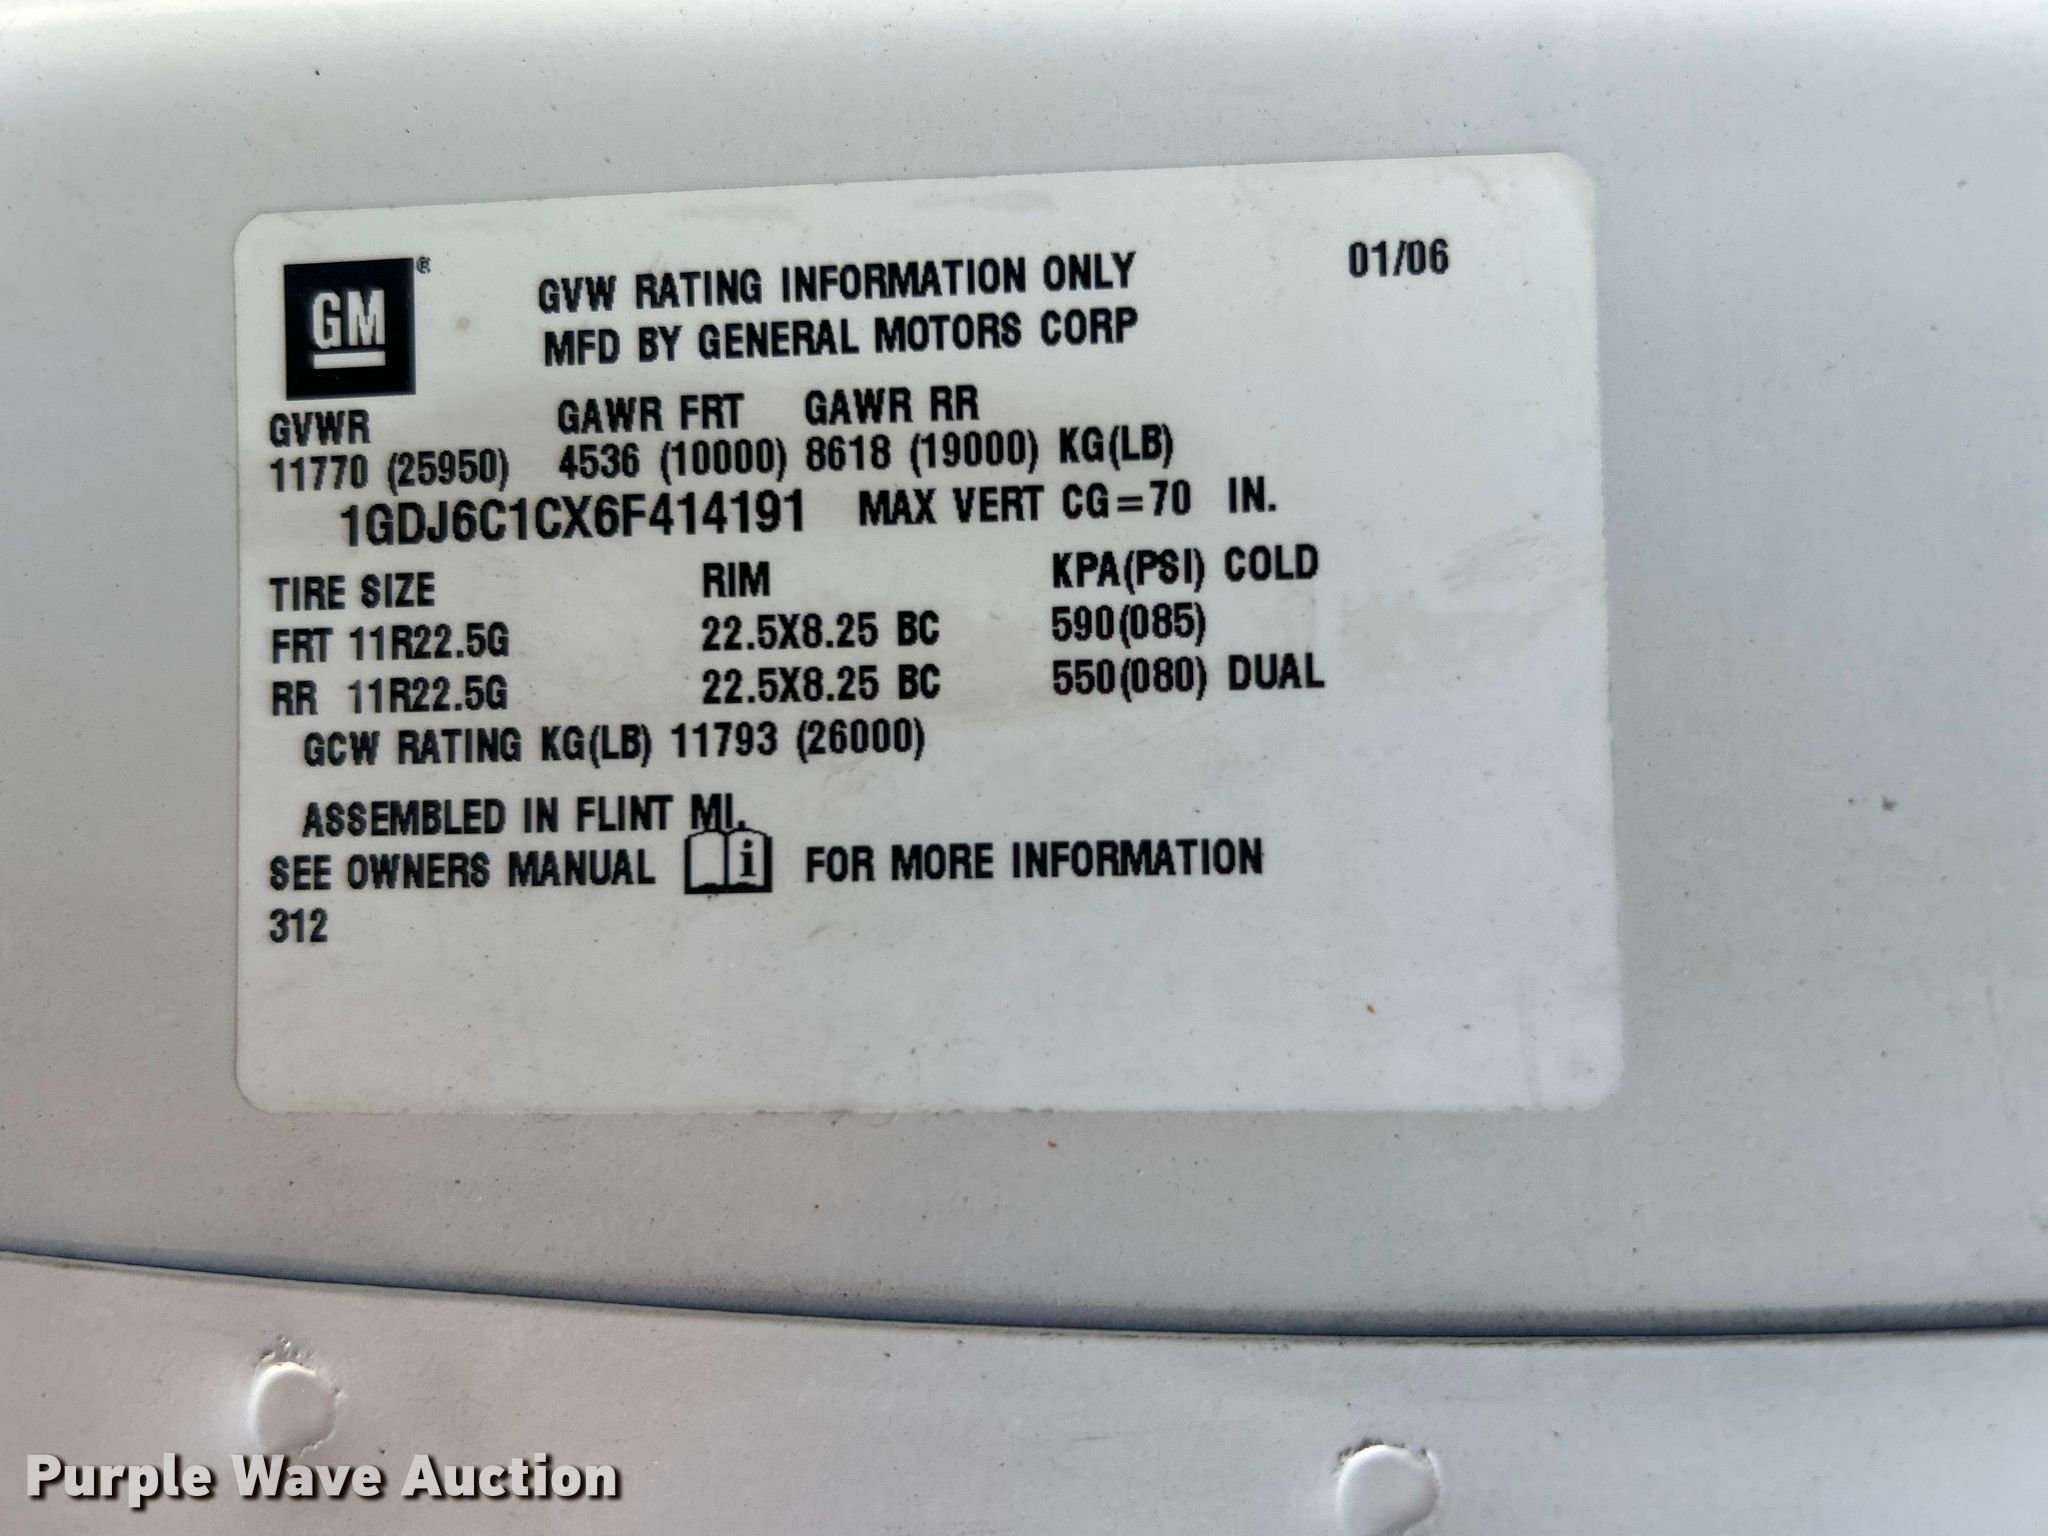 GM®
GVW RATING INFORMATION ONLY 01/06
MFD BY GENERAL MOTORS CORP
GVWR GAWR FRT GAWR RR
11770 (25950) 4536 (10000) 8618 (19000) KG(LB)
1GDJ6C1CX6F414191 MAX VERT CG=70 IN.
TIRE SIZE RIM KPA(PSI) COLD
FRT 11R22.5G 22.5X8.25 BC 590(085)
RR 11R22.5G 22.5X8.25 BC 550(080) DUAL
GCW RATING KG(LB) 11793 (26000)
ASSEMBLED IN FLINT MI.
SEE OWNERS MANUAL i FOR MORE INFORMATION
312
Purple Wave Auction